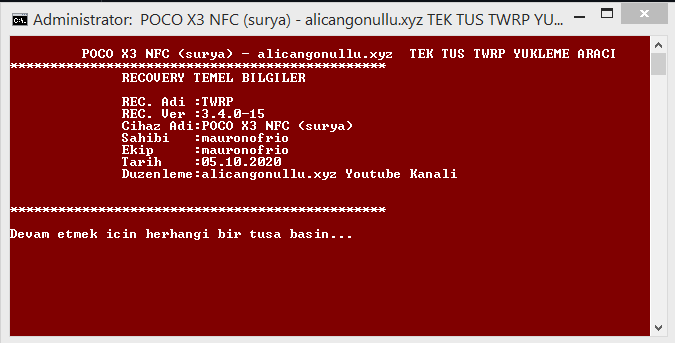 Administrator:  POCO X3 NFC (surya) - alicangonullu.xyz TEK TUS TWRP YU...
POCO X3 NFC (surya) - alicangonullu.xyz  TEK TUS TWRP YUKLEME ARACI
***********************************************
RECOVERY TEMEL BILGILER
REC. Adi :TWRP
REC. Ver :3.4.0-15
Cihaz Adi:POCO X3 NFC (surya)
Sahibi   :mauronofrio
Ekip     :mauronofrio
Tarih    :05.10.2020
Duzenleme:alicangonullu.xyz Youtube Kanali
***********************************************
Devam etmek icin herhangi bir tusa basin...